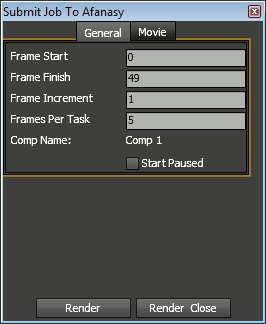 Submit Job To Afanasy
General Movie
Frame Start 0
Frame Finish 49
Frame Increment 1
Frames Per Task 5
Comp Name: Comp 1
Start Paused
Render Render Close